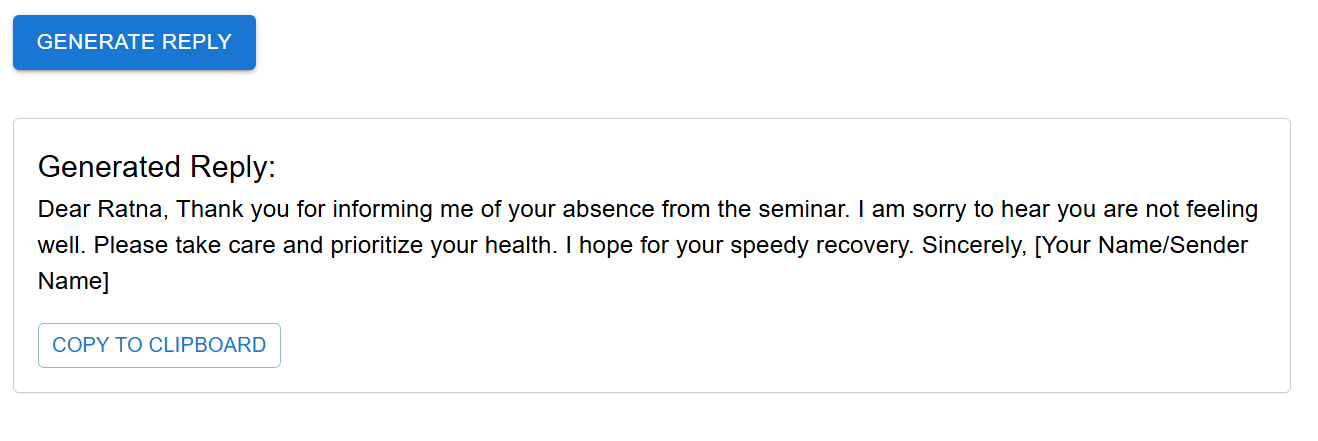 GENERATE REPLY
Generated Reply:
Dear Ratna, Thank you for informing me of your absence from the seminar. I am sorry to hear you are not feeling
well. Please take care and prioritize your health. I hope for your speedy recovery. Sincerely, [Your Name/Sender
Name]
COPY TO CLIPBOARD